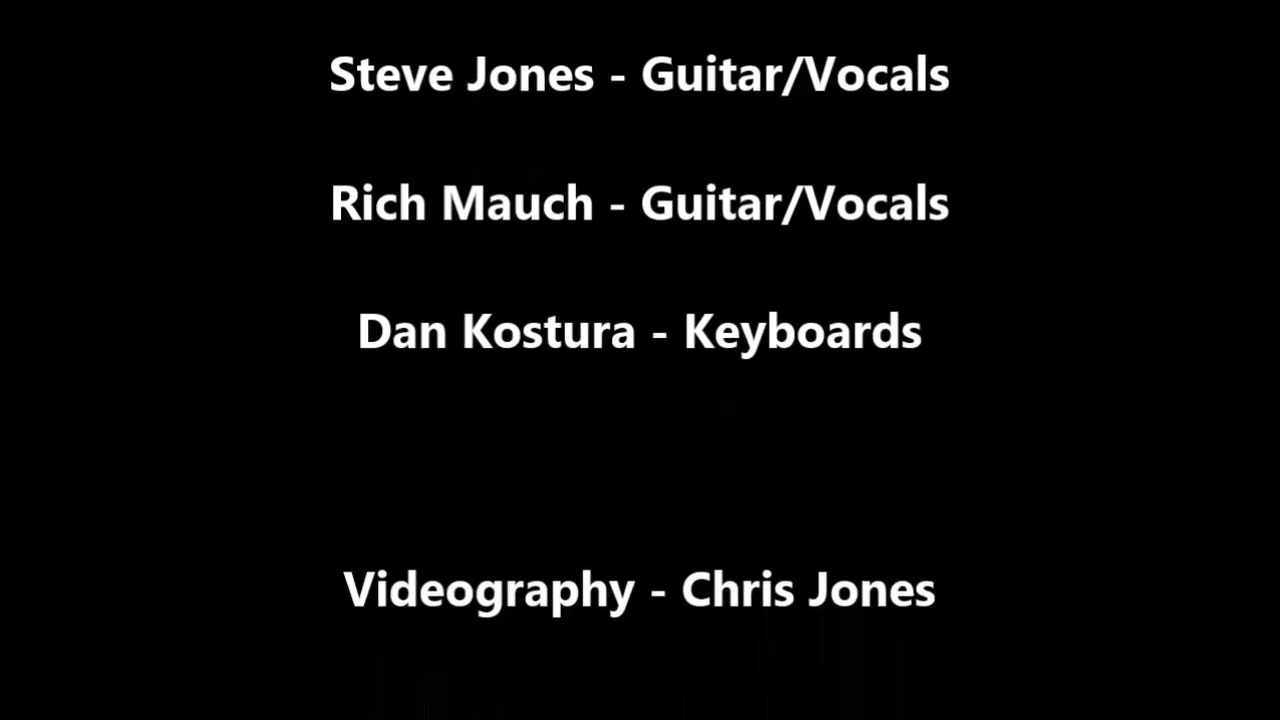 Steve Jones - Guitar/Vocals
Rich Mauch - Guitar/Vocals
Dan Kostura - Keyboards
Videography - Chris Jones